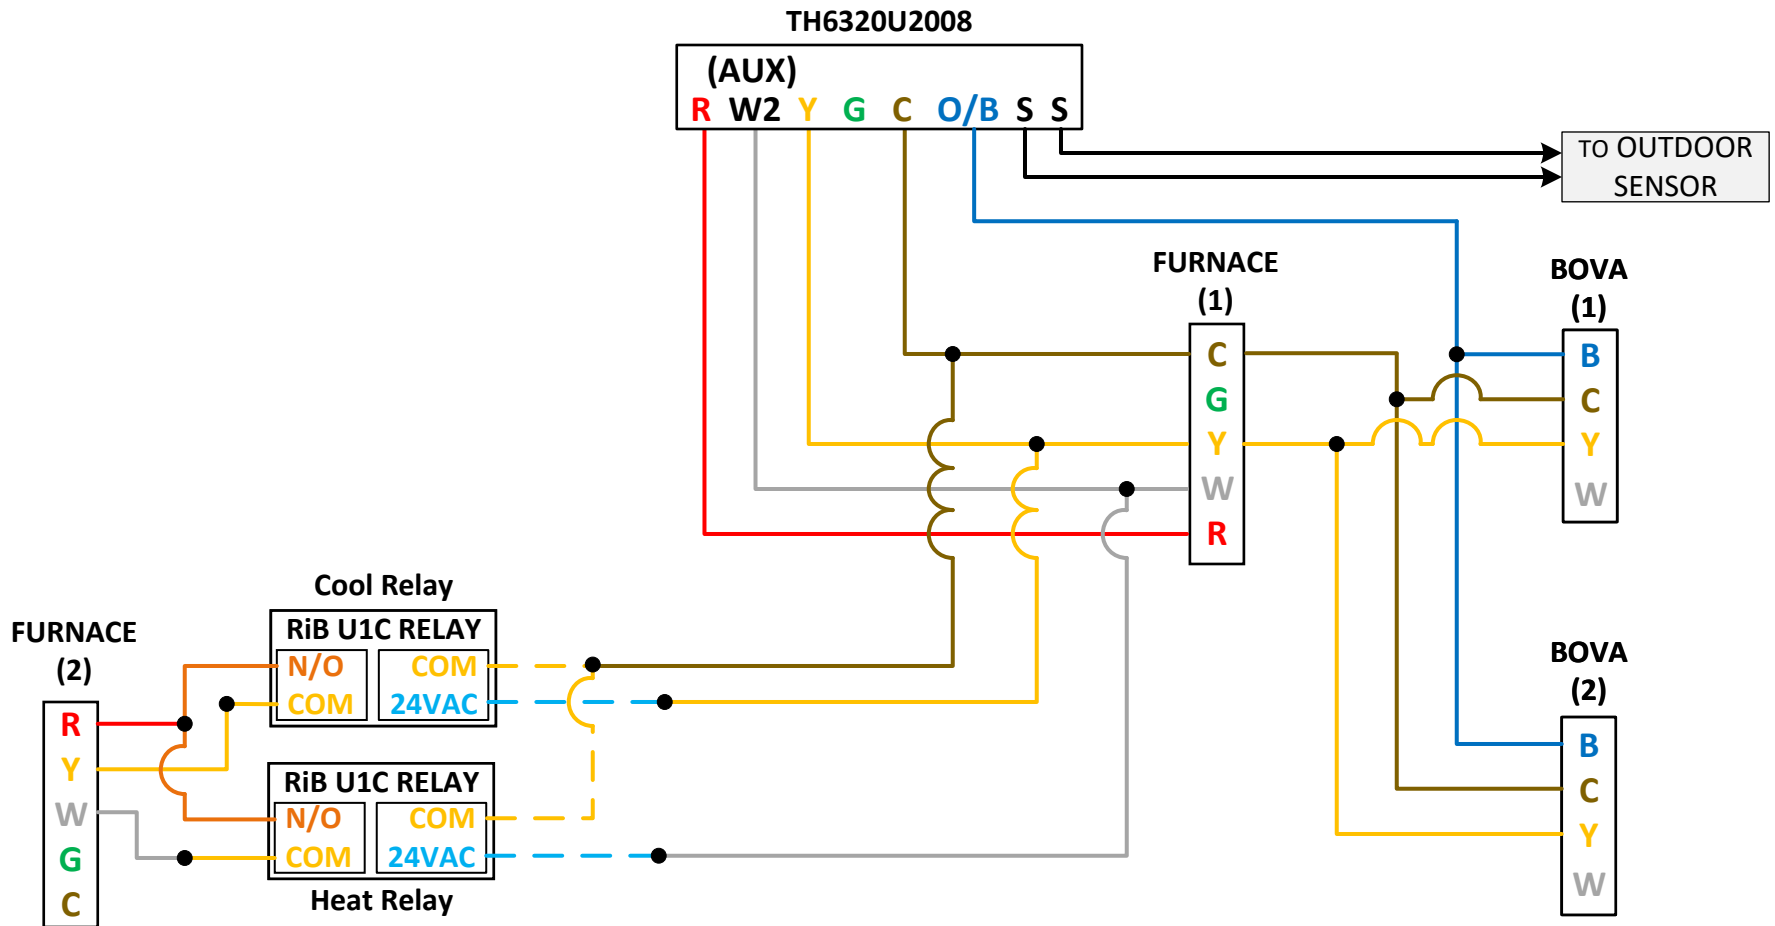 TH6320U2008
(AUX)
R W2 Y G C O/B S S
TO OUTDOOR
SENSOR
FURNACE
(1)
C
G
Y
W
R
BOVA
(1)
B
C
Y
W
Cool Relay
RiB U1C RELAY
N/O COM
COM 24VAC
FURNACE
(2)
R
Y
W
G
C
RiB U1C RELAY
N/O COM
COM 24VAC
Heat Relay
BOVA
(2)
B
C
Y
W